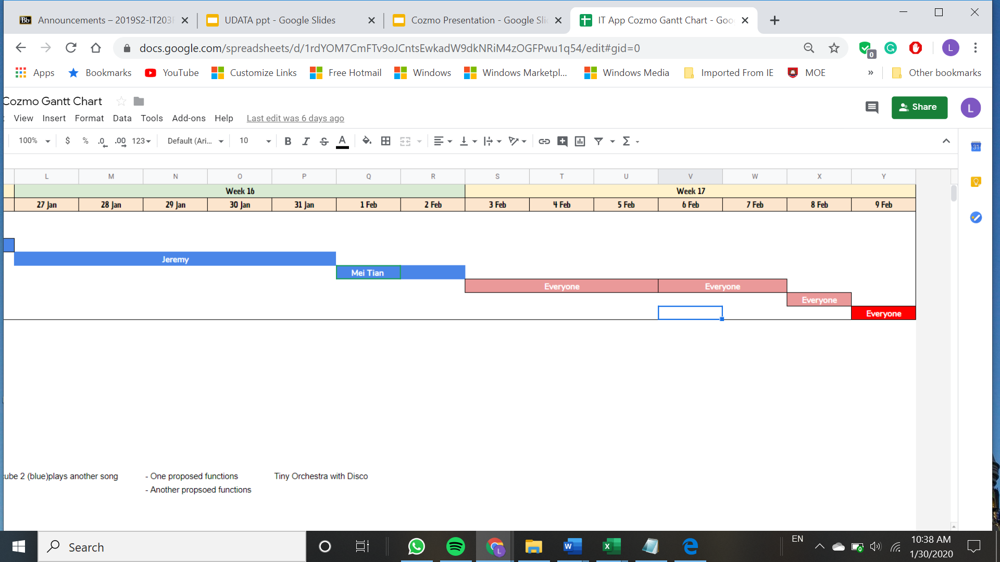 Announcements – 2019S2-IT203
UDATA ppt - Google Slides
Cozmo Presentation - Google Sli
IT App Cozmo Gantt Chart - Goo
docs.google.com/spreadsheets/d/1rdYOM7CmFTv9oJCntsEwkadW9dkNRiM4zOGFPwu1q54/edit#gid=0
0
L
Apps
Bookmarks
YouTube
Customize Links
Free Hotmail
Windows
Windows Marketpl...
Windows Media
Imported From IE
MOE
»
Other bookmarks
Cozmo Gantt Chart
Share
L
View Insert Format Data Tools Add-ons Help Last edit was 6 days ago
100% $ % .0 .00 123 Default (Ari... 10 B I S A Σ
31
L M N O P Q R S T U V W X Y
Week 16 Week 17
27 Jan 28 Jan 29 Jan 30 Jan 31 Jan 1 Feb 2 Feb 3 Feb 4 Feb 5 Feb 6 Feb 7 Feb 8 Feb 9 Feb
Jeremy
Mei Tian
Everyone Everyone
Everyone
Everyone
cube 2 (blue)plays another song - One proposed functions Tiny Orchestra with Disco
- Another propsoed functions
Search
EN
10:38 AM
1/30/2020